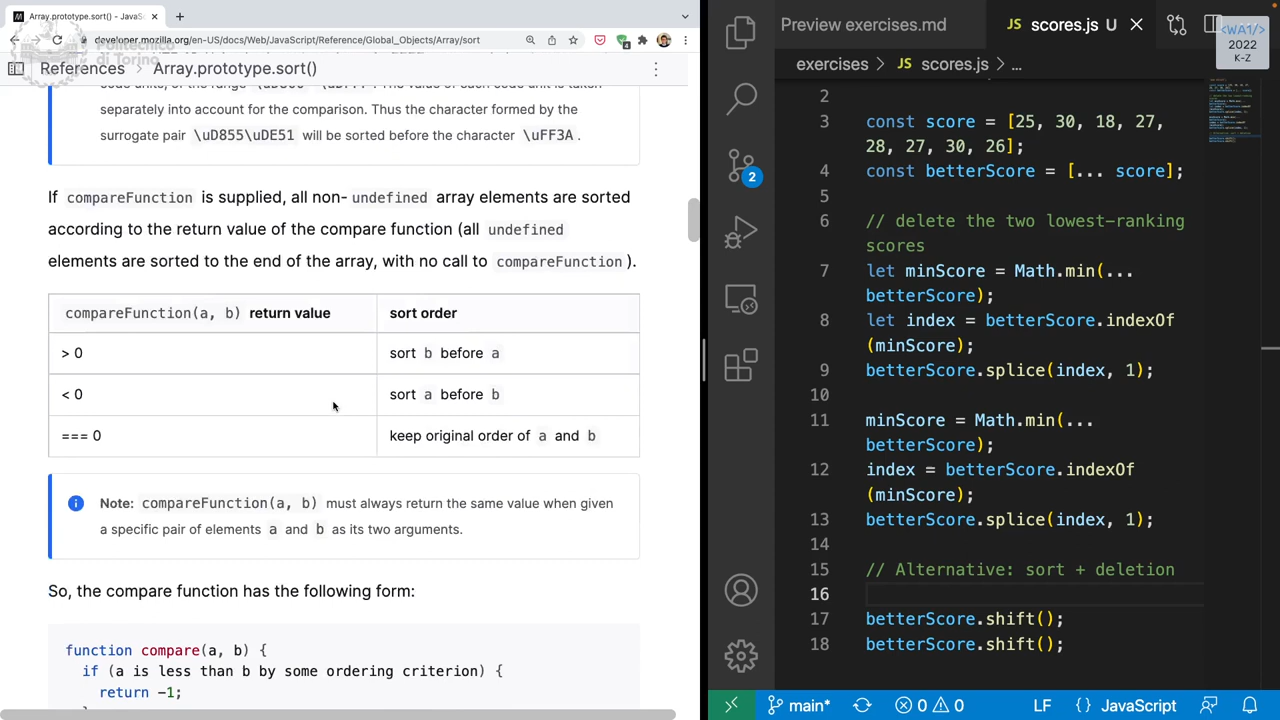 Array.prototype.sort() - JavaS
developer.mozilla.org/en-US/docs/Web/JavaScript/Reference/Global_Objects/Array/sort
Politecnico
di Torino
References > Array.prototype.sort()
separately into account for the comparison. Thus the character formed by the
surrogate pair \uD855\uDE51 will be sorted before the character \uFF3A .
If compareFunction is supplied, all non- undefined array elements are sorted
according to the return value of the compare function (all undefined
elements are sorted to the end of the array, with no call to compareFunction ).
compareFunction(a, b) return value sort order
> 0 sort b before a
< 0 sort a before b
=== 0 keep original order of a and b
Note: compareFunction(a, b) must always return the same value when given
a specific pair of elements a and b as its two arguments.
So, the compare function has the following form:
function compare(a, b) {
if (a is less than b by some ordering criterion) {
return -1;
Preview exercises.md JS scores.js U
<WA1/>
2022
K-Z
exercises > JS scores.js > ...
2
3 const score = [25, 30, 18, 27,
28, 27, 30, 26];
4 const betterScore = [... score];
5
6 // delete the two lowest-ranking
scores
7 let minScore = Math.min(...
betterScore);
8 let index = betterScore.indexOf
(minScore);
9 betterScore.splice(index, 1);
10
11 minScore = Math.min(...
betterScore);
12 index = betterScore.indexOf
(minScore);
13 betterScore.splice(index, 1);
14
15 // Alternative: sort + deletion
16
17 betterScore.shift();
18 betterScore.shift();
2
main* 0 0 LF {} JavaScript